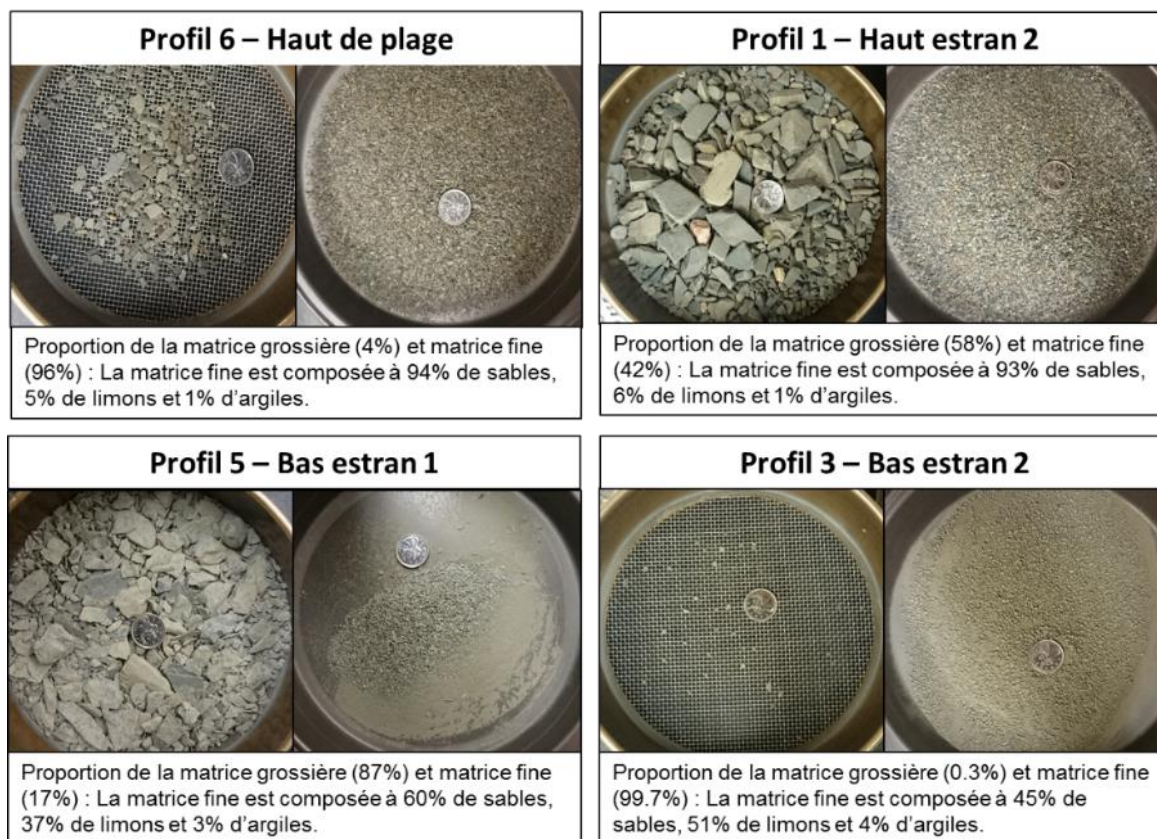 Profil 6 – Haut de plage
Proportion de la matrice grossière (4%) et matrice fine
(96%) : La matrice fine est composée à 94% de sables,
5% de limons et 1% d’argiles.
Profil 1 – Haut estran 2
Proportion de la matrice grossière (58%) et matrice fine
(42%) : La matrice fine est composée à 93% de sables,
6% de limons et 1% d’argiles.
Profil 5 – Bas estran 1
Proportion de la matrice grossière (87%) et matrice fine
(17%) : La matrice fine est composée à 60% de sables,
37% de limons et 3% d’argiles.
Profil 3 – Bas estran 2
Proportion de la matrice grossière (0.3%) et matrice fine
(99.7%) : La matrice fine est composée à 45% de
sables, 51% de limons et 4% d’argiles.